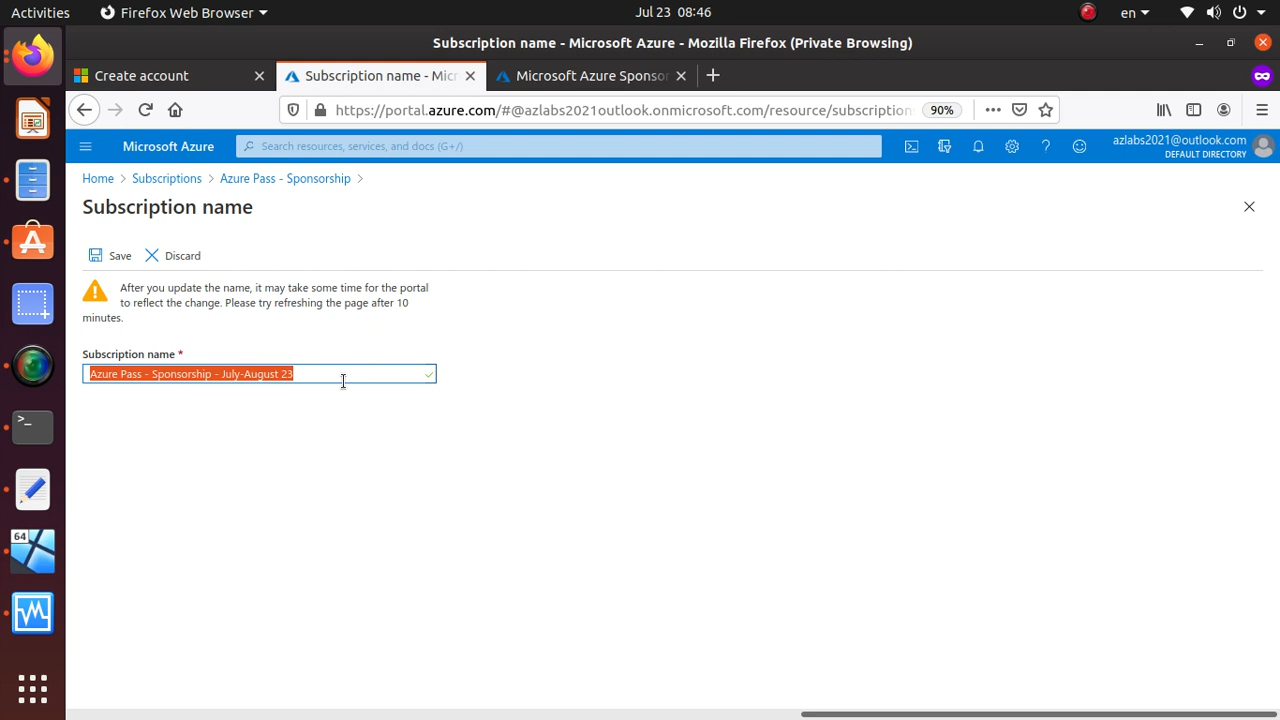 Activities
Firefox Web Browser
Jul 23 08:46
en
Subscription name - Microsoft Azure - Mozilla Firefox (Private Browsing)
Create account
Subscription name - Micr
Microsoft Azure Sponsor
https://portal.azure.com/#@azlabs2021outlook.onmicrosoft.com/resource/subscription
90%
Microsoft Azure
Search resources, services, and docs (G+/)
azlabs2021@outlook.com
DEFAULT DIRECTORY
Home > Subscriptions > Azure Pass - Sponsorship >
Subscription name
Save
Discard
After you update the name, it may take some time for the portal
to reflect the change. Please try refreshing the page after 10
minutes.
Subscription name *
Azure Pass - Sponsorship - July-August 23
>_
64